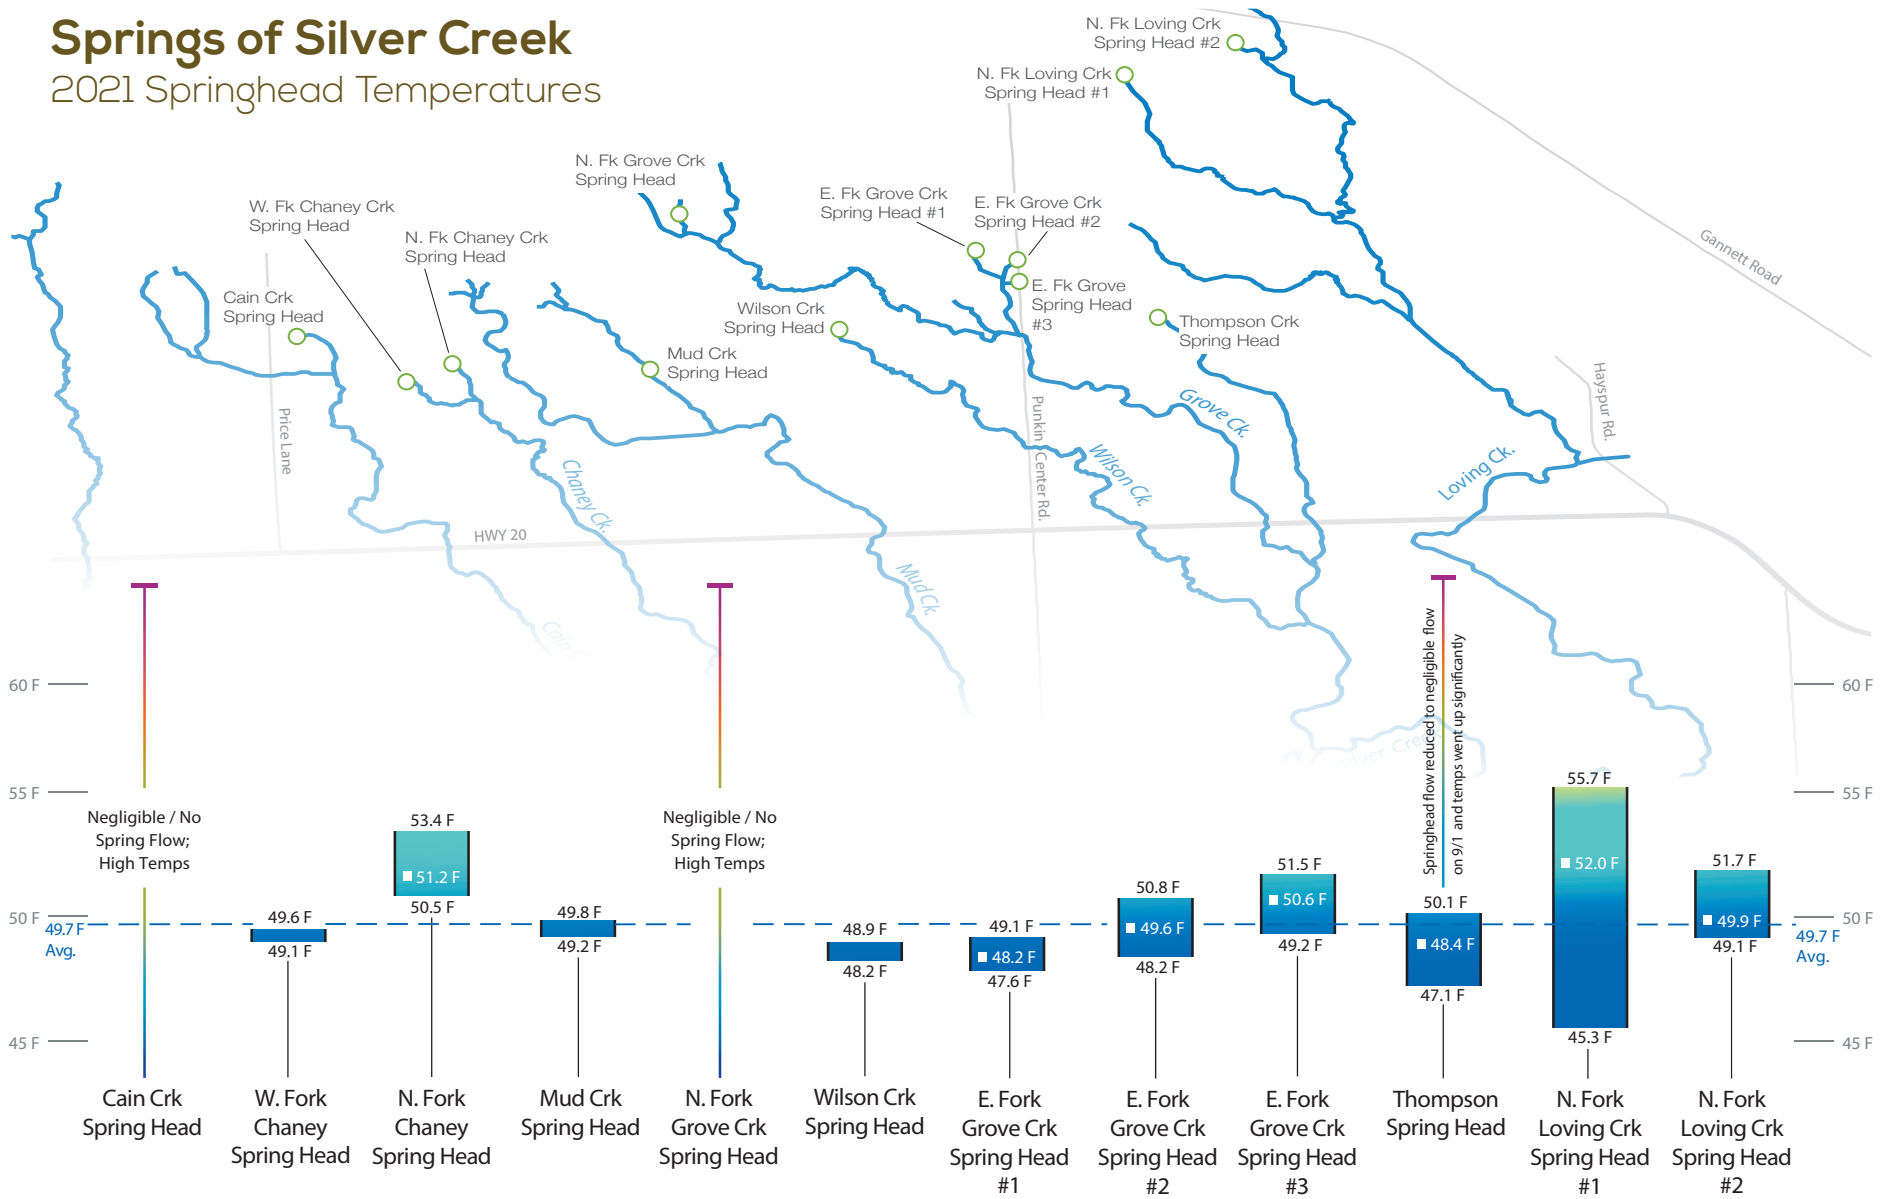 Springs of Silver Creek
2021 Springhead Temperatures
N. Fk Loving Crk
Spring Head #2
N. Fk Loving Crk
Spring Head #1
N. Fk Grove Crk
Spring Head
E. Fk Grove Crk
Spring Head #1
E. Fk Grove Crk
Spring Head #2
W. Fk Chaney Crk
Spring Head
N. Fk Chaney Crk
Spring Head
Gannett Road
Cain Crk
Spring Head
Wilson Crk
Spring Head
E. Fk Grove
Spring Head
#3
Thompson Crk
Spring Head
Mud Crk
Spring Head
Price Lane
Punkin Center Rd.
Hayspur Rd.
Grove Ck.
Chaney Ck.
Wilson Ck.
Loving Ck.
HWY 20
Mud Ck.
Cain C
Silver Creek
60 F
60 F
55 F
55 F
50 F
50 F
45 F
45 F
49.7 F
Avg.
49.7 F
Avg.
Negligible / No
Spring Flow;
High Temps
49.6 F
49.1 F
53.4 F
51.2 F
50.5 F
49.8 F
49.2 F
Negligible / No
Spring Flow;
High Temps
48.9 F
48.2 F
49.1 F
48.2 F
47.6 F
50.8 F
49.6 F
48.2 F
51.5 F
50.6 F
49.2 F
Springhead flow reduced to negligible flow
on 9/1 and temps went up significantly
50.1 F
48.4 F
47.1 F
55.7 F
52.0 F
45.3 F
51.7 F
49.9 F
49.1 F
Cain Crk
Spring Head
W. Fork
Chaney
Spring Head
N. Fork
Chaney
Spring Head
Mud Crk
Spring Head
N. Fork
Grove Crk
Spring Head
Wilson Crk
Spring Head
E. Fork
Grove Crk
Spring Head
#1
E. Fork
Grove Crk
Spring Head
#2
E. Fork
Grove Crk
Spring Head
#3
Thompson
Spring Head
N. Fork
Loving Crk
Spring Head
#1
N. Fork
Loving Crk
Spring Head
#2